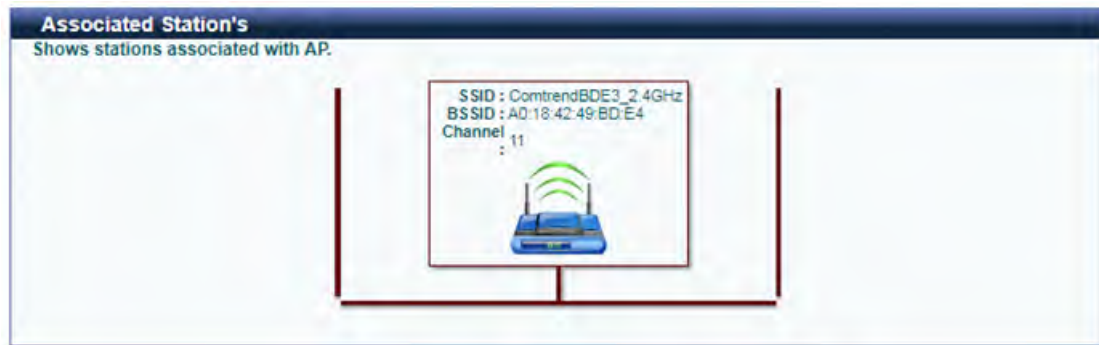 Associated Station's
Shows stations associated with AP.
SSID : ComtrendBDE3_2.4GHz
BSSID : A0:18:42:49:BD:E4
Channel : 11